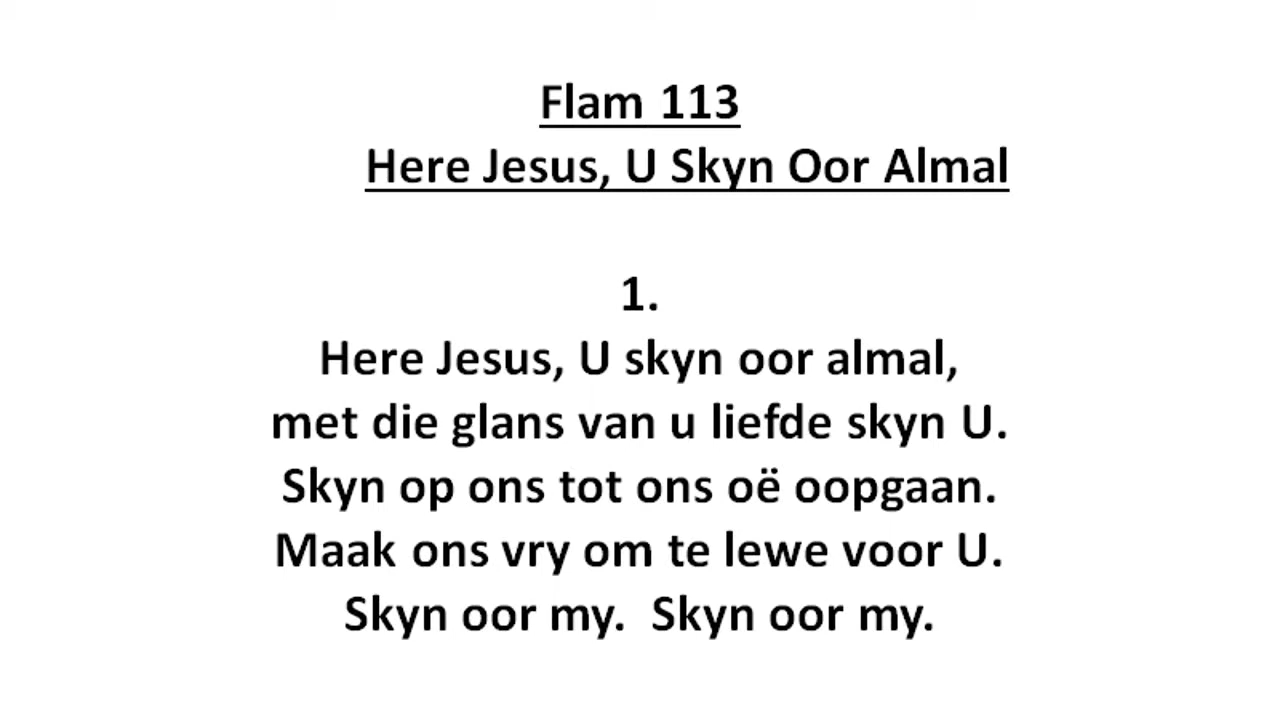 Flam 113
Here Jesus, U Skyn Oor Almal
1.
Here Jesus, U skyn oor almal,
met die glans van u liefde skyn U.
Skyn op ons tot ons oë oopgaan.
Maak ons vry om te lewe voor U.
Skyn oor my.  Skyn oor my.